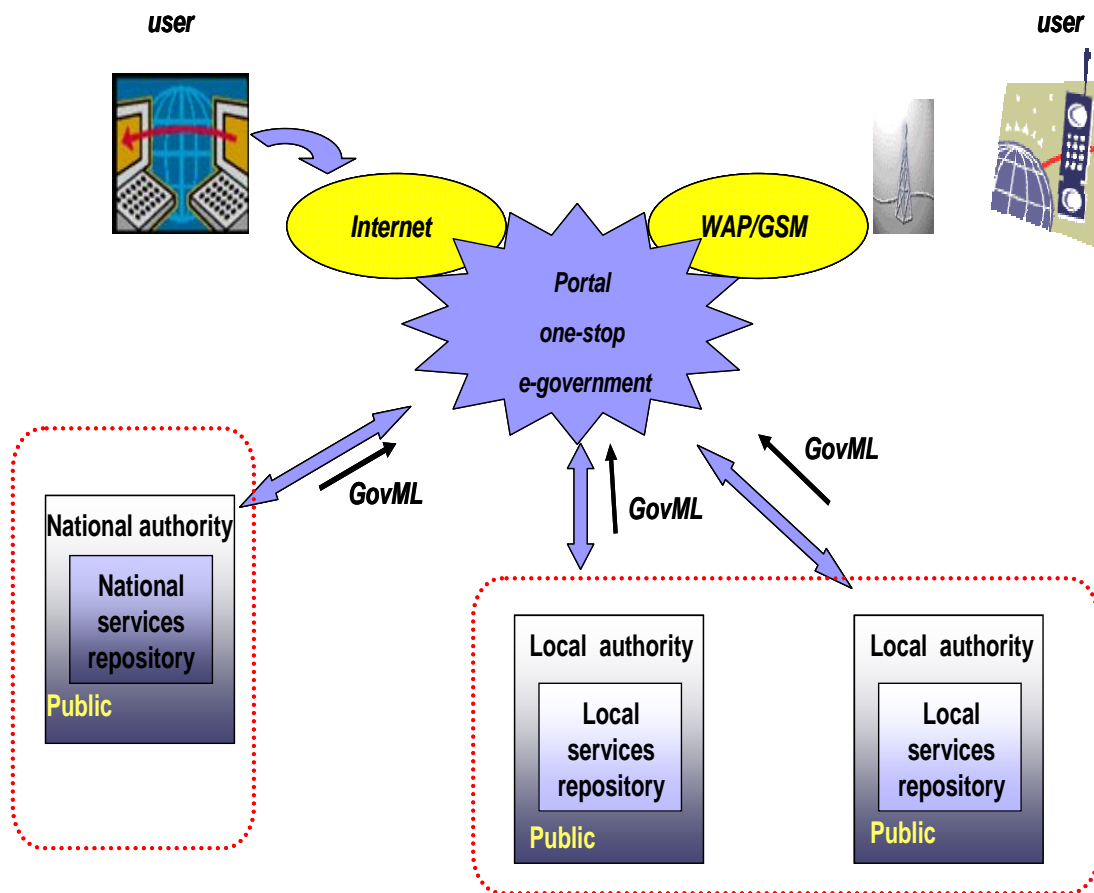 user
user
Internet
WAP/GSM
Portal
one-stop
e-government
GovML
GovML
GovML
National authority
National
services
repository
Public
Local authority
Local
services
repository
Public
Local authority
Local
services
repository
Public